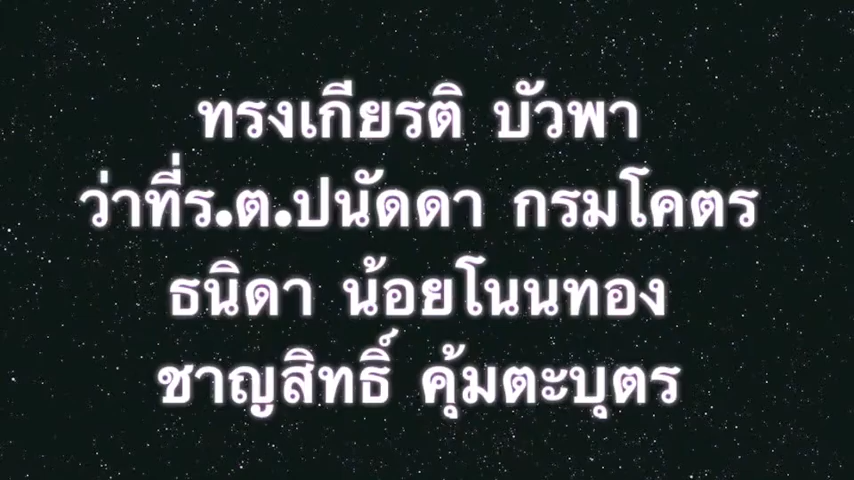 ทรงเกียรติ บัวพา
ว่าที่ร.ต.ปนัดดา กรมโคตร
ธนิดา น้อยโนนทอง
ชาญสิทธิ์ คุ้มตะบุตร